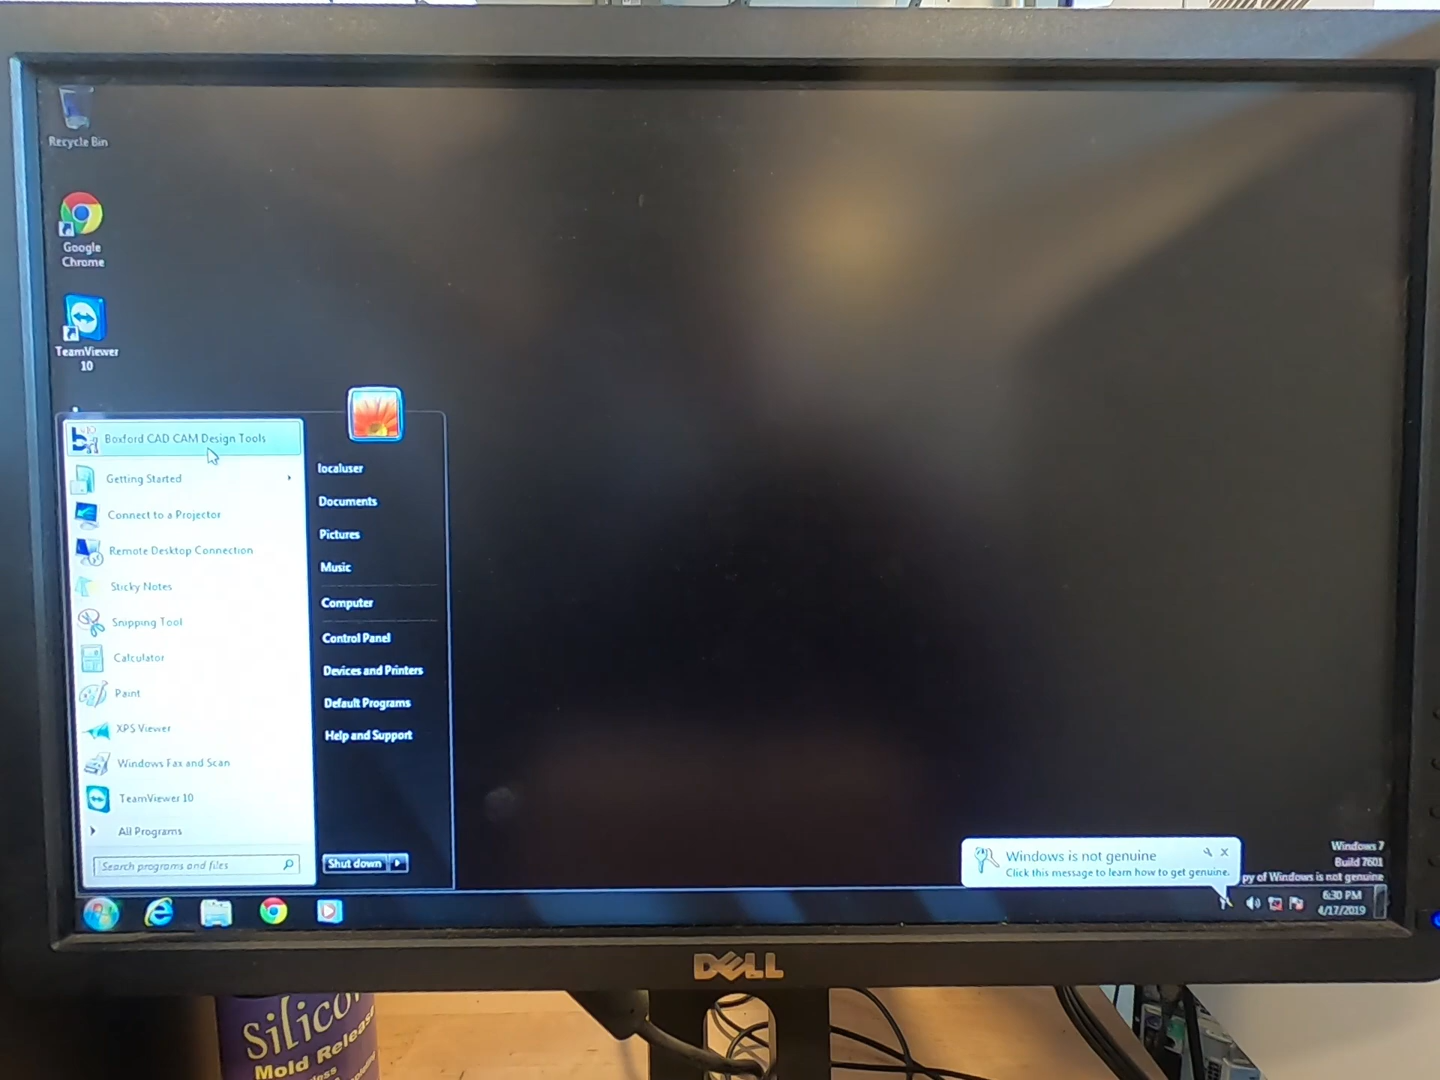 Recycle Bin
Google
Chrome
TeamViewer
10
Boxford CAD CAM Design Tools
Getting Started
Connect to a Projector
Remote Desktop Connection
Sticky Notes
Snipping Tool
Calculator
Paint
XPS Viewer
Windows Fax and Scan
TeamViewer 10
All Programs
Search programs and files
localuser
Documents
Pictures
Music
Computer
Control Panel
Devices and Printers
Default Programs
Help and Support
Shut down
Windows is not genuine
Click this message to learn how to get genuine.
Windows 7
Build 7601
py of Windows is not genuine
6:30 PM
4/17/2019
DELL
Silico
Mold Release